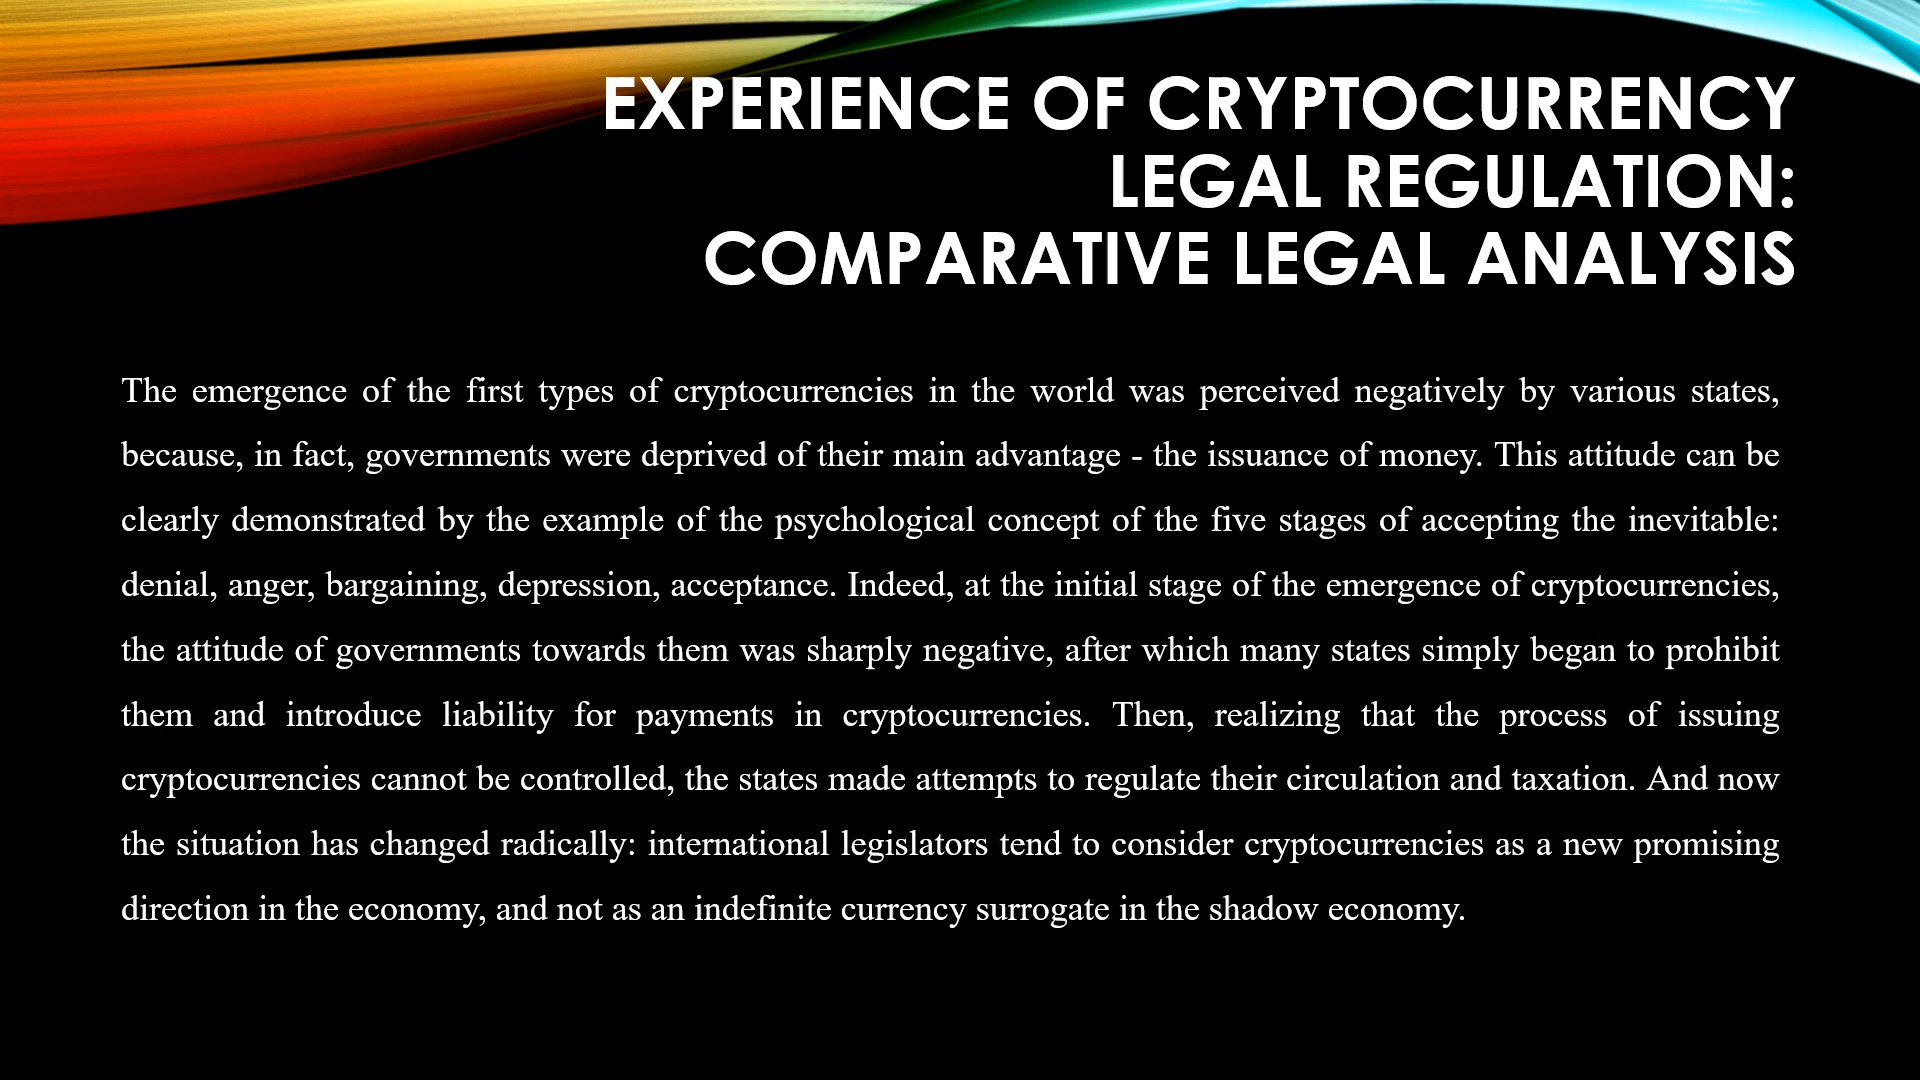 EXPERIENCE OF CRYPTOCURRENCY
LEGAL REGULATION:
COMPARATIVE LEGAL ANALYSIS
The emergence of the first types of cryptocurrencies in the world was perceived negatively by various states,
because, in fact, governments were deprived of their main advantage - the issuance of money. This attitude can be
clearly demonstrated by the example of the psychological concept of the five stages of accepting the inevitable:
denial, anger, bargaining, depression, acceptance. Indeed, at the initial stage of the emergence of cryptocurrencies,
the attitude of governments towards them was sharply negative, after which many states simply began to prohibit
them and introduce liability for payments in cryptocurrencies. Then, realizing that the process of issuing
cryptocurrencies cannot be controlled, the states made attempts to regulate their circulation and taxation. And now
the situation has changed radically: international legislators tend to consider cryptocurrencies as a new promising
direction in the economy, and not as an indefinite currency surrogate in the shadow economy.